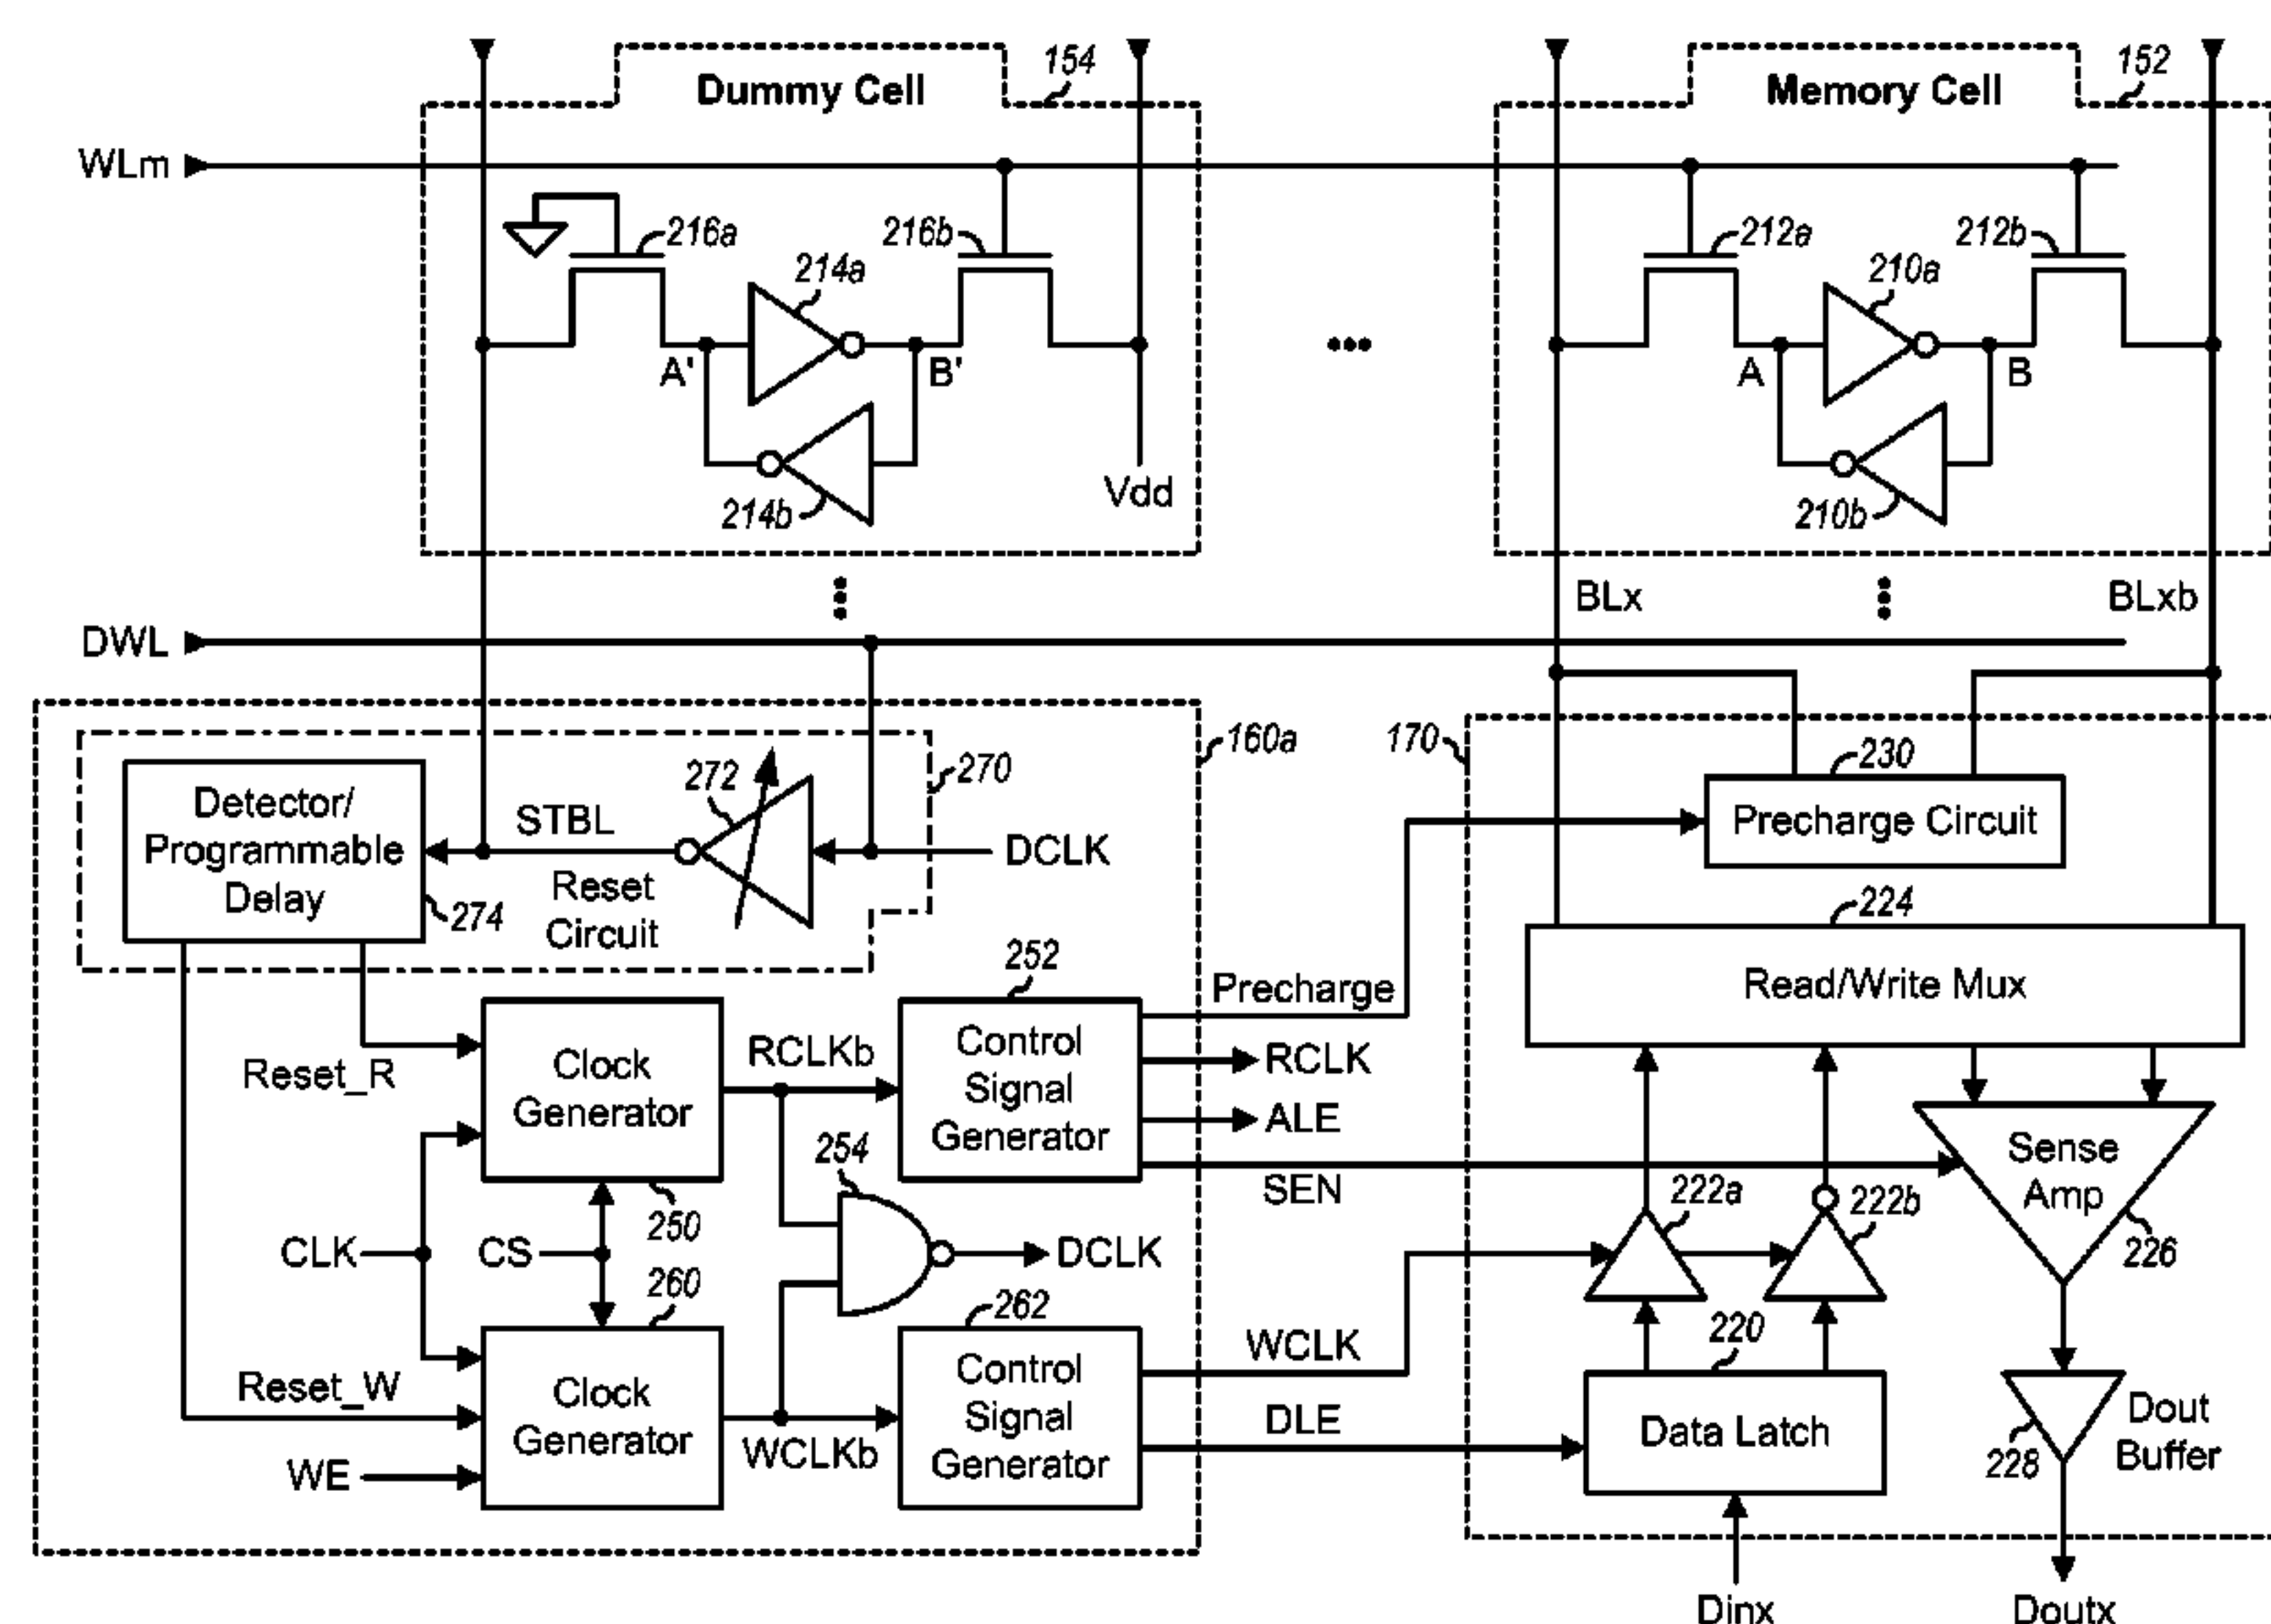 Dummy Cell
154
Memory Cell
152
WLm
216a
216b
212a
212b
214a
210a
A'
B'
A
B
214b
Vdd
210b
BLx
BLxb
DWL
160a
170
230
Detector/
Programmable
Delay
272
270
STBL
DCLK
Precharge Circuit
Reset
Circuit
274
224
252
Precharge
Read/Write Mux
Reset_R
Clock
Generator
RCLKb
Control
Signal
Generator
RCLK
ALE
254
SEN
Sense
Amp
222a
222b
250
CLK
CS
DCLK
226
260
262
WCLK
220
Reset_W
Clock
Generator
Control
Signal
Generator
DLE
Data Latch
Dout
Buffer
228
WE
WCLKb
Dinx
Doutx